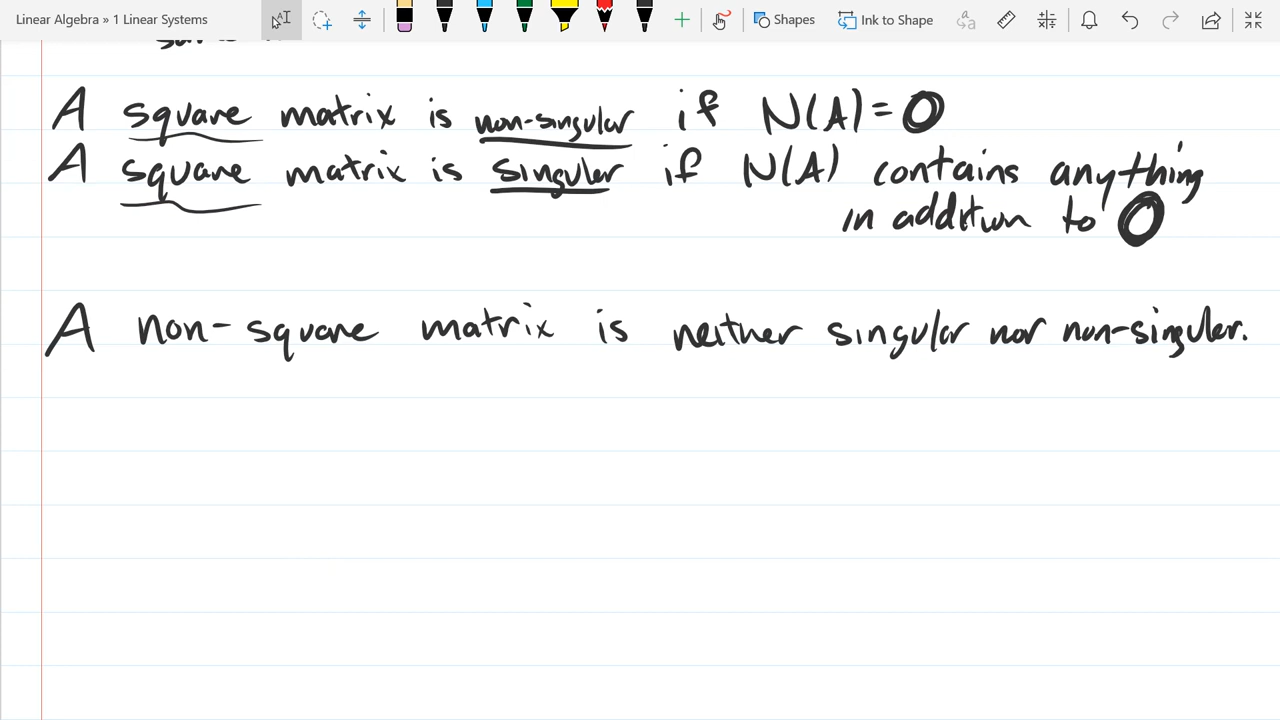 Linear Algebra » 1 Linear Systems
Shapes
Ink to Shape
A square matrix is non-singular if N(A) = 0
A square matrix is singular if N(A) contains anything
in addition to 0
A non-square matrix is neither singular nor non-singular.